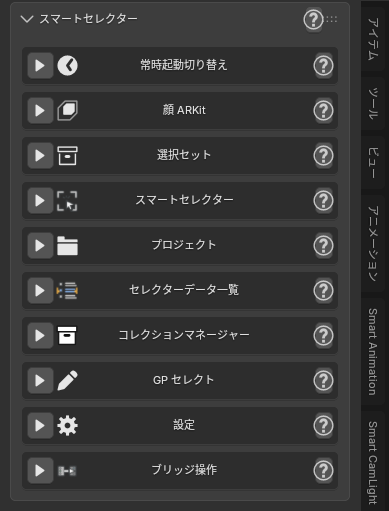 スマートセレクター
常時起動切り替え
顔 ARKit
選択セット
スマートセレクター
プロジェクト
セレクターデータ一覧
コレクションマネージャー
GP セレクト
設定
ブリッジ操作
アイテム
ツール
ビュー
アニメーション
Smart Animation
Smart CamLight